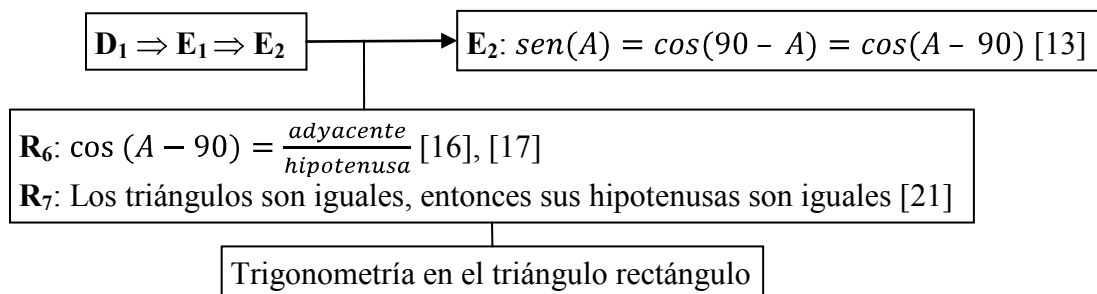 D₁ ⇒ E₁ ⇒ E₂
E₂: sen(A) = cos(90 – A) = cos(A – 90) [13]
R₆: cos (A – 90) = adyacente/hipotenusa [16], [17]
R₇: Los triángulos son iguales, entonces sus hipotenusas son iguales [21]
Trigonometría en el triángulo rectángulo